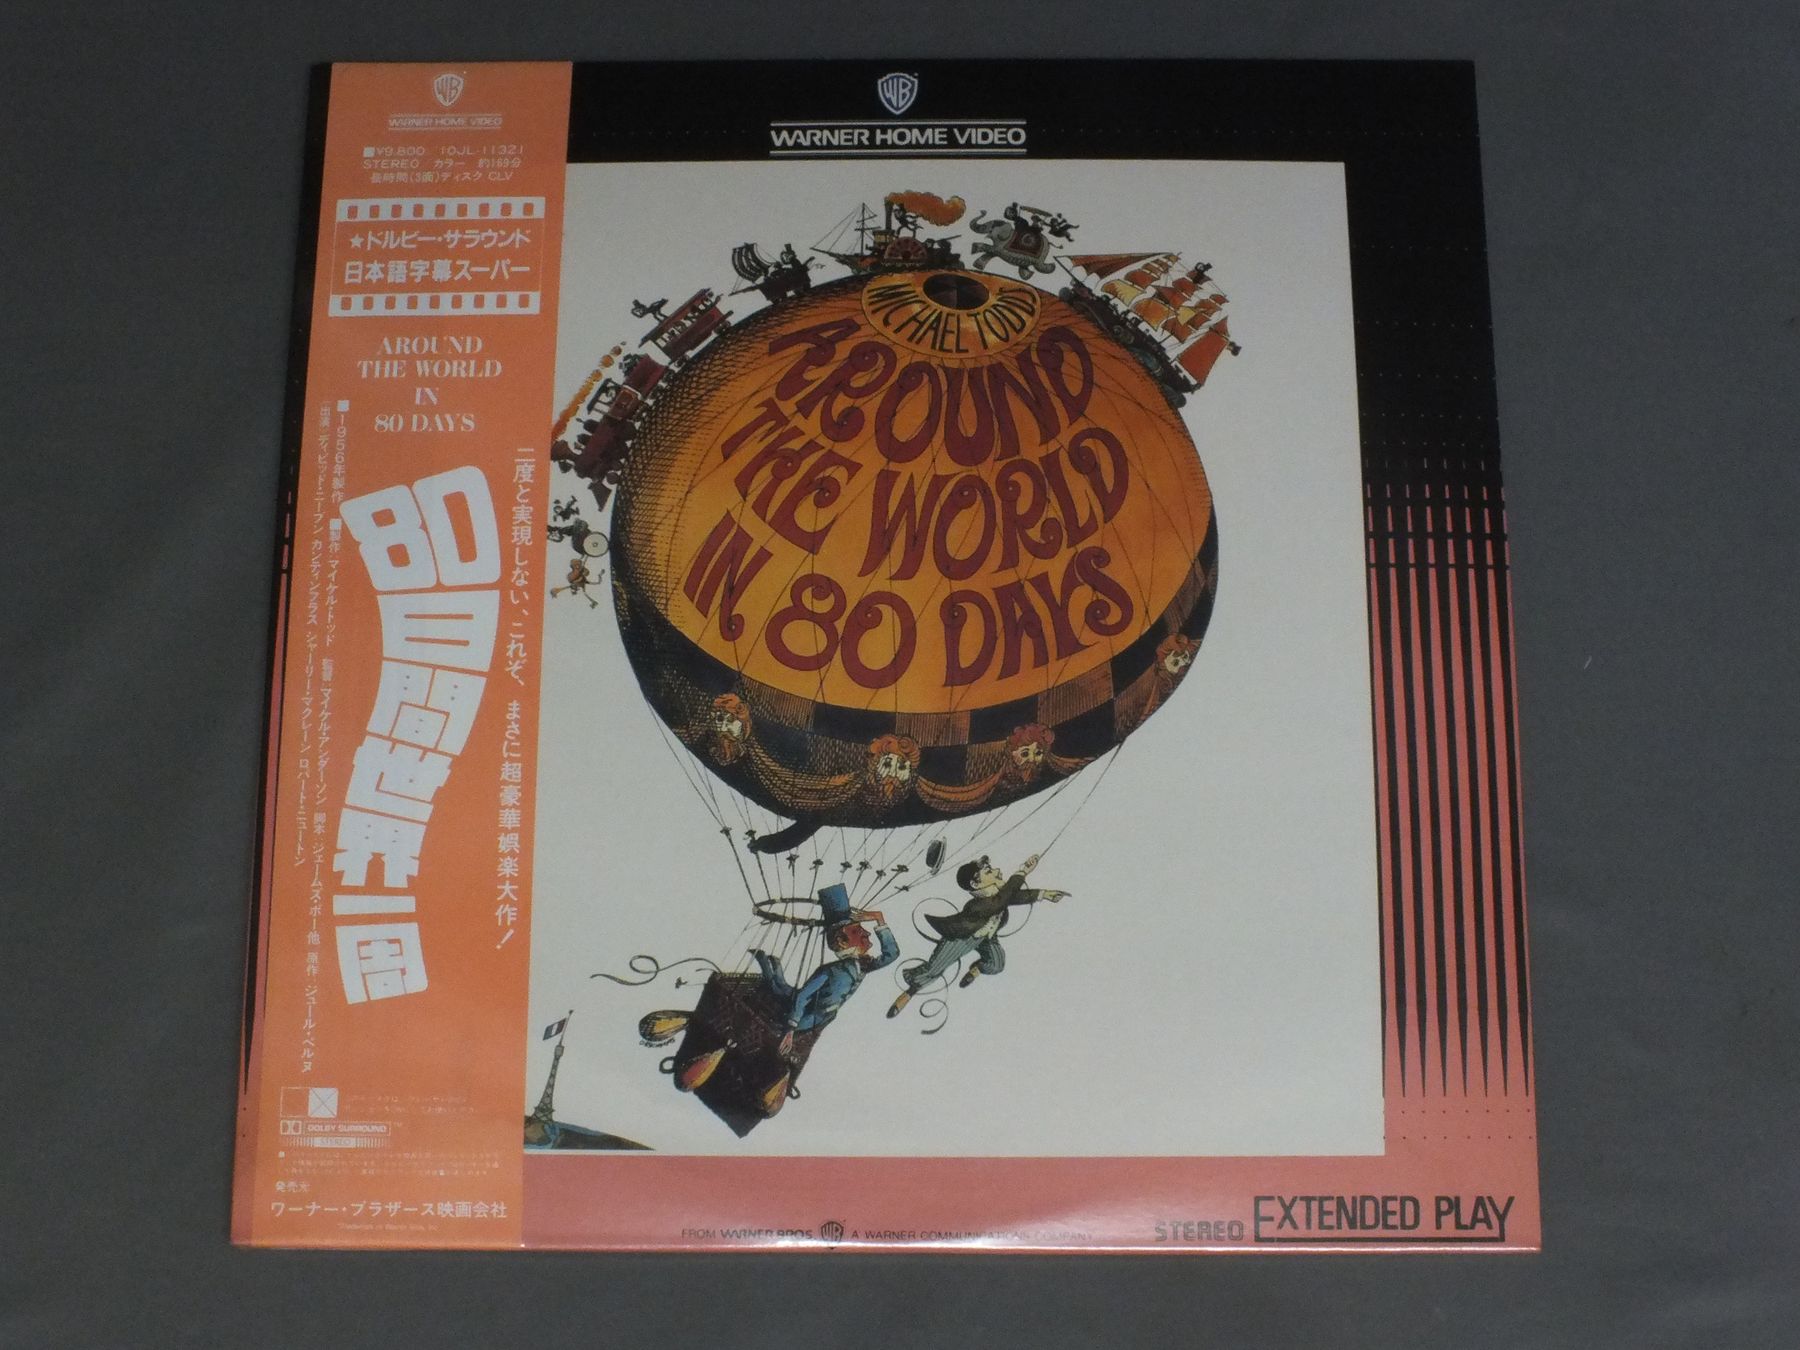 WB
WARNER HOME VIDEO
¥9,800 10JL-11321
STEREO カラー 約169分
長時間(3面)ディスク CLV
★ドルビー・サラウンド
日本語字幕スーパー
AROUND
THE WORLD
IN
80 DAYS
二度と実現しない、これぞ、まさに超豪華娯楽大作!
80日間世界一周
■1956年製作 ■製作・マイケル・トッド 監督・マイケル・アンダーソン 脚本・ジェームズ・ポー他 原作・ジュール・ベルヌ
出演・デイビッド・ニーブン カンティンフラス シャーリー・マクレーン ロバート・ニュートン
DOLBY SURROUND
STEREO
発売元
ワーナー・ブラザース映画会社
WB
WARNER HOME VIDEO
MICHAEL TODD'S
AROUND
THE WORLD
IN 80 DAYS
FROM WARNER BROS. WB A WARNER COMMUNICATIONS COMPANY
STEREO EXTENDED PLAY